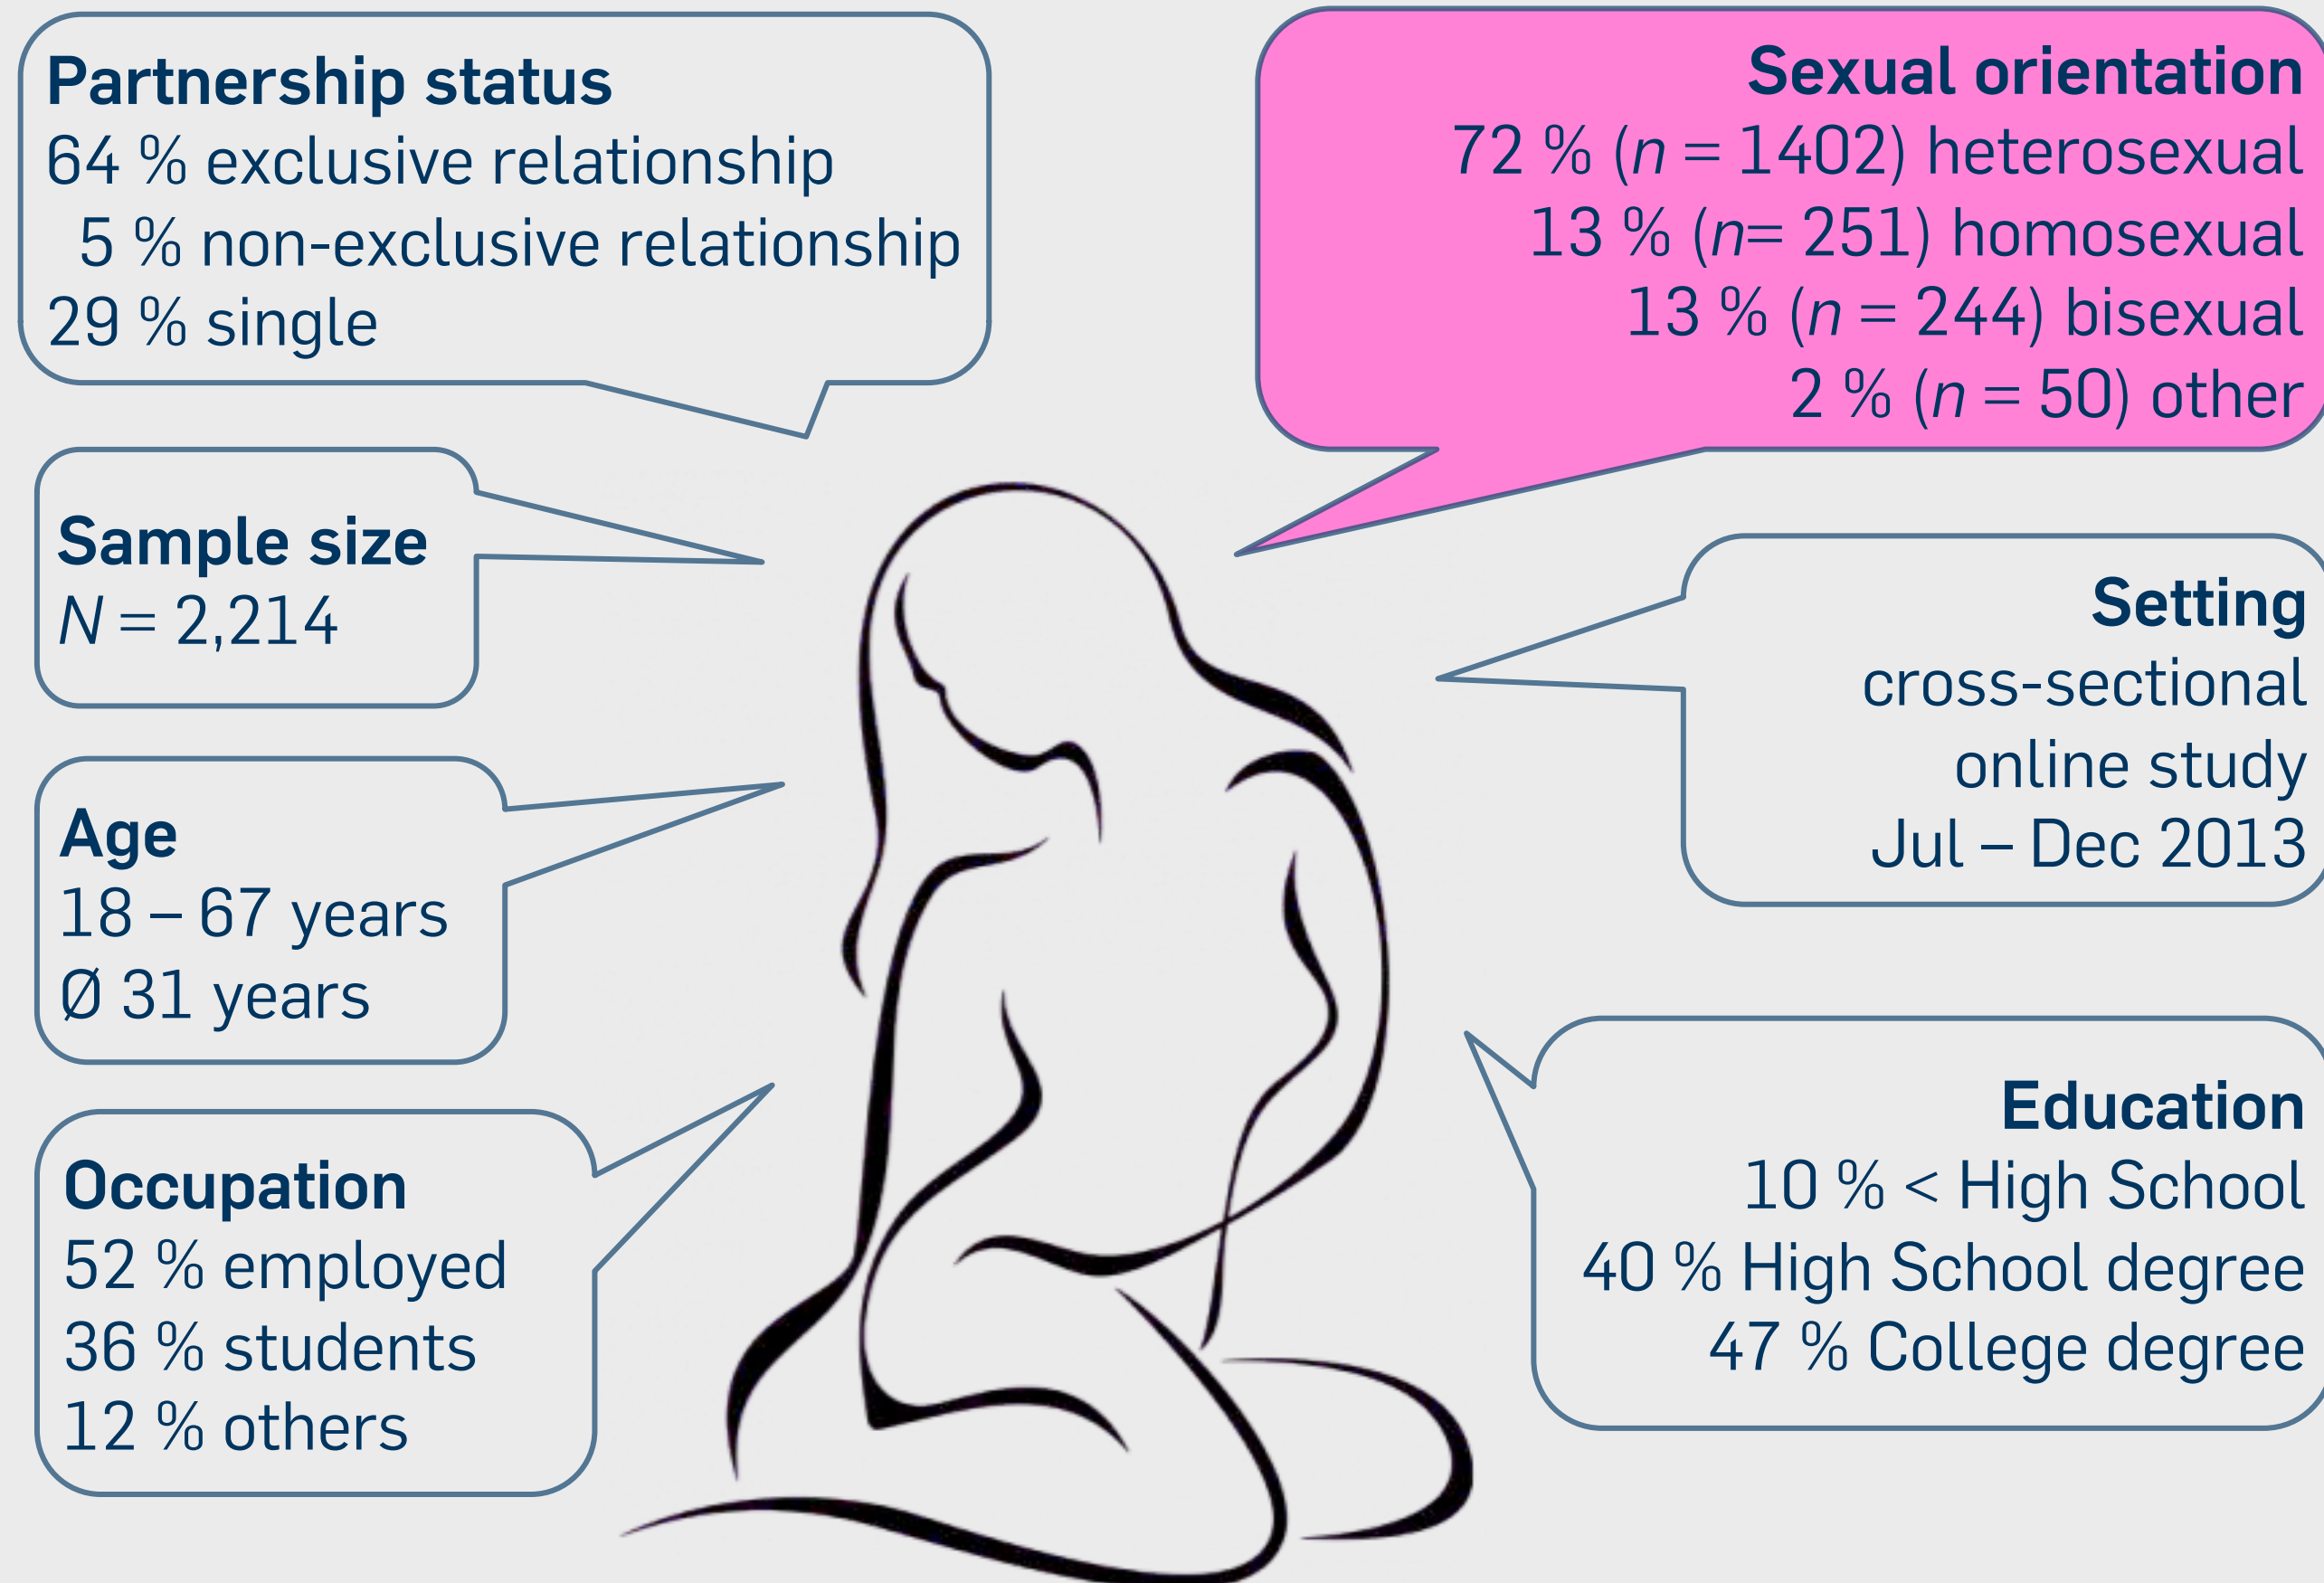 Partnership status
64 % exclusive relationship
5 % non-exclusive relationship
29 % single
Sample size
N = 2,214
Age
18 – 67 years
Ø 31 years
Occupation
52 % employed
36 % students
12 % others
Sexual orientation
72 % (n = 1402) heterosexual
13 % (n= 251) homosexual
13 % (n = 244) bisexual
2 % (n = 50) other
Setting
cross-sectional
online study
Jul – Dec 2013
Education
10 % < High School
40 % High School degree
47 % College degree